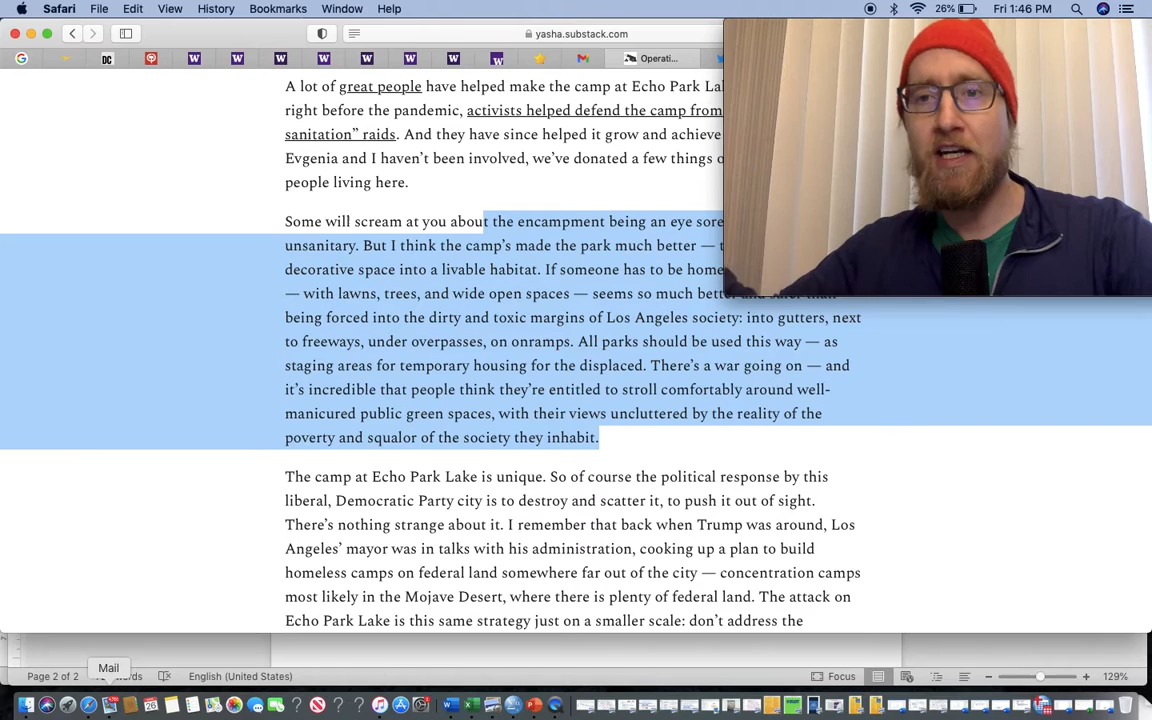 Safari File Edit View History Bookmarks Window Help 26% Fri 1:46 PM
yasha.substack.com
G DC W W W W W W W W Operati...
A lot of great people have helped make the camp at Echo Park La
right before the pandemic, activists helped defend the camp from
sanitation” raids. And they have since helped it grow and achieve
Evgenia and I haven’t been involved, we’ve donated a few things o
people living here.
Some will scream at you about the encampment being an eye sore
unsanitary. But I think the camp’s made the park much better — t
decorative space into a livable habitat. If someone has to be home
— with lawns, trees, and wide open spaces — seems so much better and safer than
being forced into the dirty and toxic margins of Los Angeles society: into gutters, next
to freeways, under overpasses, on onramps. All parks should be used this way — as
staging areas for temporary housing for the displaced. There’s a war going on — and
it’s incredible that people think they’re entitled to stroll comfortably around well-
manicured public green spaces, with their views uncluttered by the reality of the
poverty and squalor of the society they inhabit.
The camp at Echo Park Lake is unique. So of course the political response by this
liberal, Democratic Party city is to destroy and scatter it, to push it out of sight.
There’s nothing strange about it. I remember that back when Trump was around, Los
Angeles’ mayor was in talks with his administration, cooking up a plan to build
homeless camps on federal land somewhere far out of the city — concentration camps
most likely in the Mojave Desert, where there is plenty of federal land. The attack on
Echo Park Lake is this same strategy just on a smaller scale: don’t address the
Mail
Page 2 of 2 words English (United States) Focus 129%
26